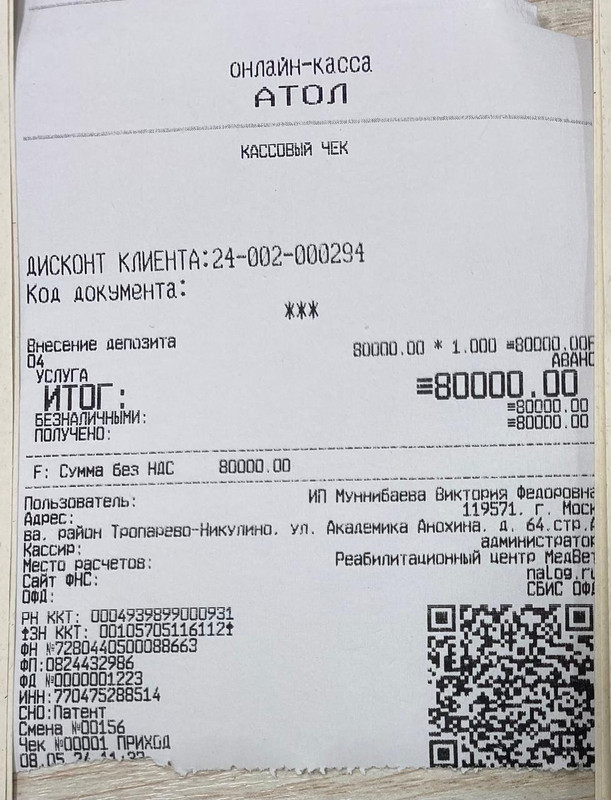 онлайн-касса
АТОЛ
КАССОВЫЙ ЧЕК
ДИСКОНТ КЛИЕНТА:24-002-000294
Код документа:
***
Внесение депозита
80000.00 * 1.000 =80000.00
04 АВАНС
УСЛУГА
ИТОГ: =80000.00
БЕЗНАЛИЧНЫМИ: =80000.00
ПОЛУЧЕНО: =80000.00
F: Сумма без НДС 80000.00
Пользователь: ИП Муннибаева Виктория Федоровна
Адрес: 119571, г. Моск
ва, район Тропарево-Никулино, ул. Академика Анохина, д. 64,стр.
Кассир: администратор
Место расчетов: Реабилитационный центр МедВет
Сайт ФНС: nalog.ru
ОФД: СБИС ОФД
РН ККТ: 0004939899000931
ЗН ККТ: 00105705116112
ФН №7280440500088663
ФП:0824432986
ФД №0000001223
ИНН:770475288514
СНО:Патент
Смена №00156
Чек №00001 ПРИХОД
08.05.24